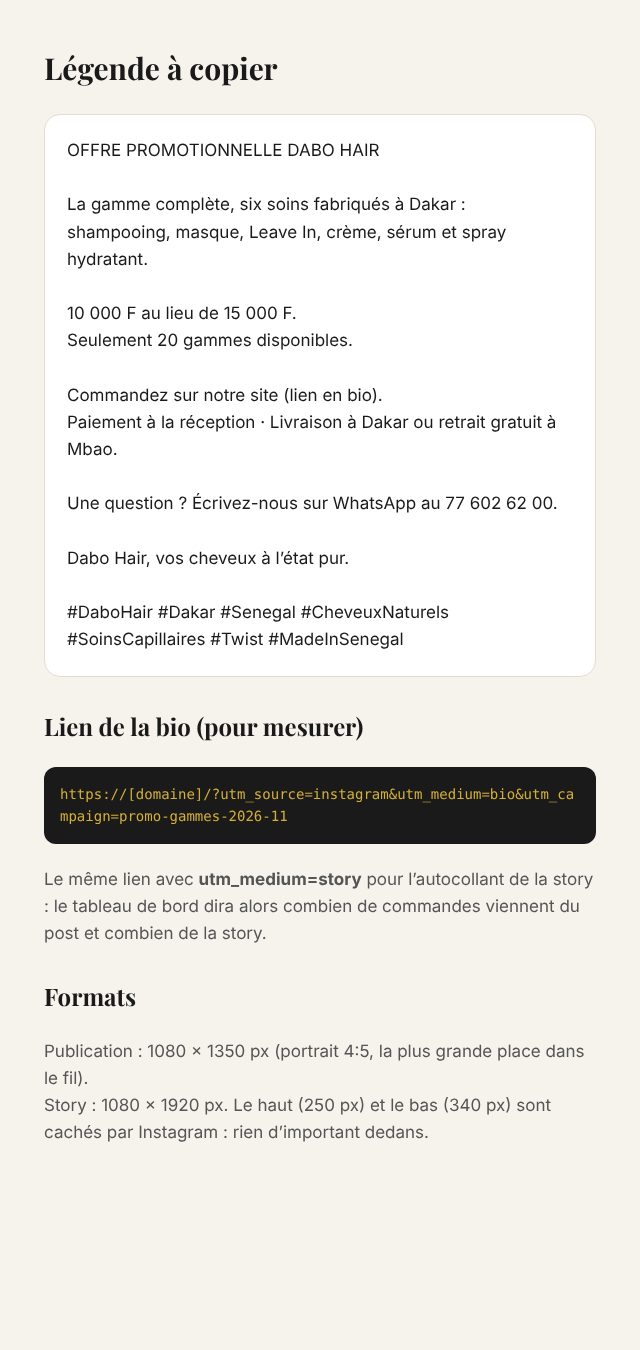 Légende à copier
OFFRE PROMOTIONNELLE DABO HAIR
La gamme complète, six soins fabriqués à Dakar :
shampooing, masque, Leave In, crème, sérum et spray
hydratant.
10 000 F au lieu de 15 000 F.
Seulement 20 gammes disponibles.
Commandez sur notre site (lien en bio).
Paiement à la réception · Livraison à Dakar ou retrait gratuit à
Mbao.
Une question ? Écrivez-nous sur WhatsApp au 77 602 62 00.
Dabo Hair, vos cheveux à l’état pur.
#DaboHair #Dakar #Senegal #CheveuxNaturels
#SoinsCapillaires #Twist #MadeInSenegal
Lien de la bio (pour mesurer)
https://[domaine]/?utm_source=instagram&utm_medium=bio&utm_ca
mpaign=promo-gammes-2026-11
Le même lien avec utm_medium=story pour l’autocollant de la story
: le tableau de bord dira alors combien de commandes viennent du
post et combien de la story.
Formats
Publication : 1080 × 1350 px (portrait 4:5, la plus grande place dans
le fil).
Story : 1080 × 1920 px. Le haut (250 px) et le bas (340 px) sont
cachés par Instagram : rien d’important dedans.